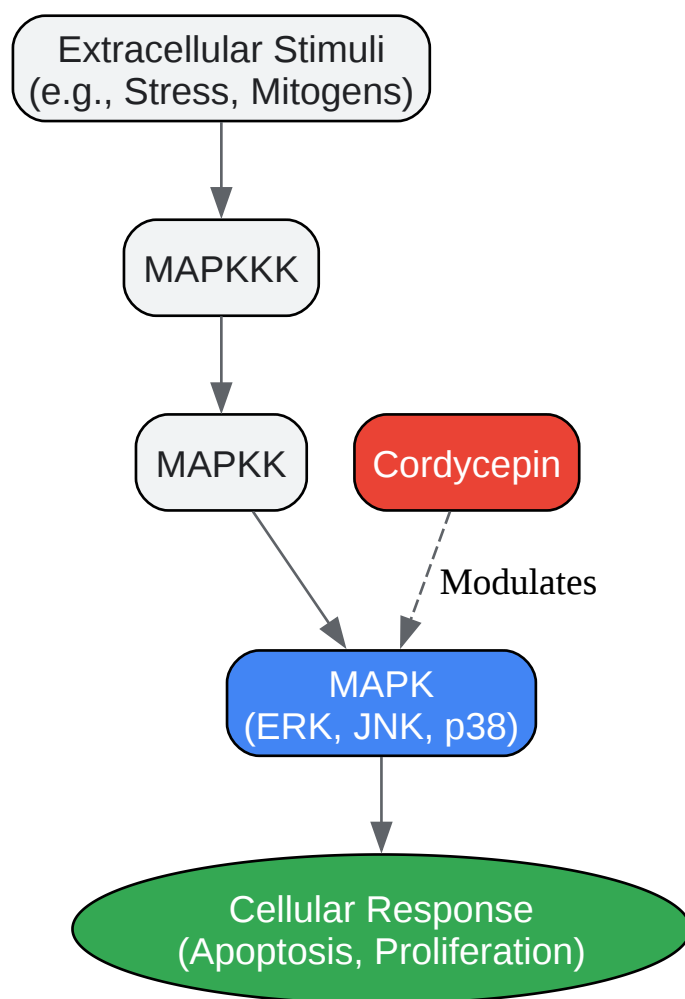 Extracellular Stimuli
(e.g., Stress, Mitogens)
MAPKKK
MAPKK
Cordycepin
Modulates
MAPK
(ERK, JNK, p38)
Cellular Response
(Apoptosis, Proliferation)